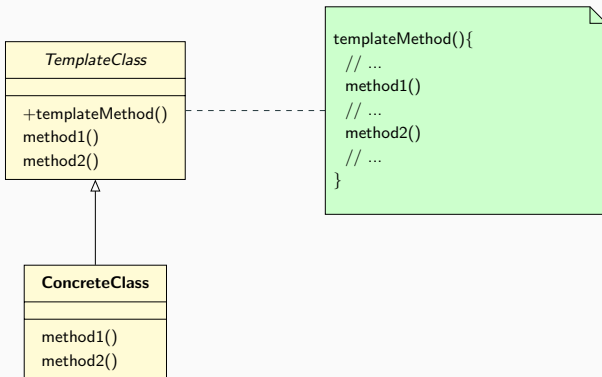 TemplateClass
+templateMethod()
method1()
method2()
templateMethod(){
// ...
method1()
// ...
method2()
// ...
}
ConcreteClass
method1()
method2()